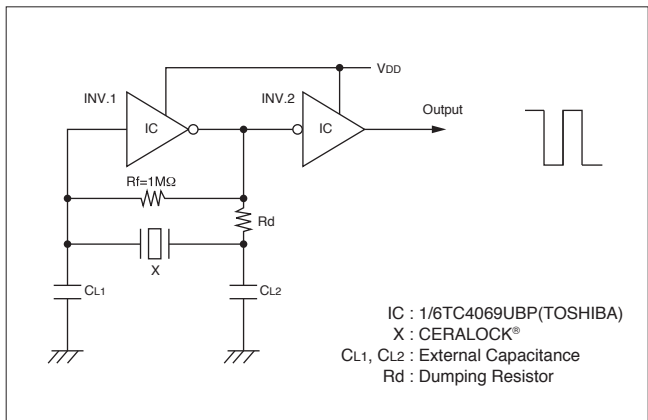 VDD
INV.1
INV.2
Output
IC
IC
Rf=1MΩ
Rd
X
CL1
CL2
IC : 1/6TC4069UBP(TOSHIBA)
X : CERALOCK®
CL1, CL2 : External Capacitance
Rd : Dumping Resistor